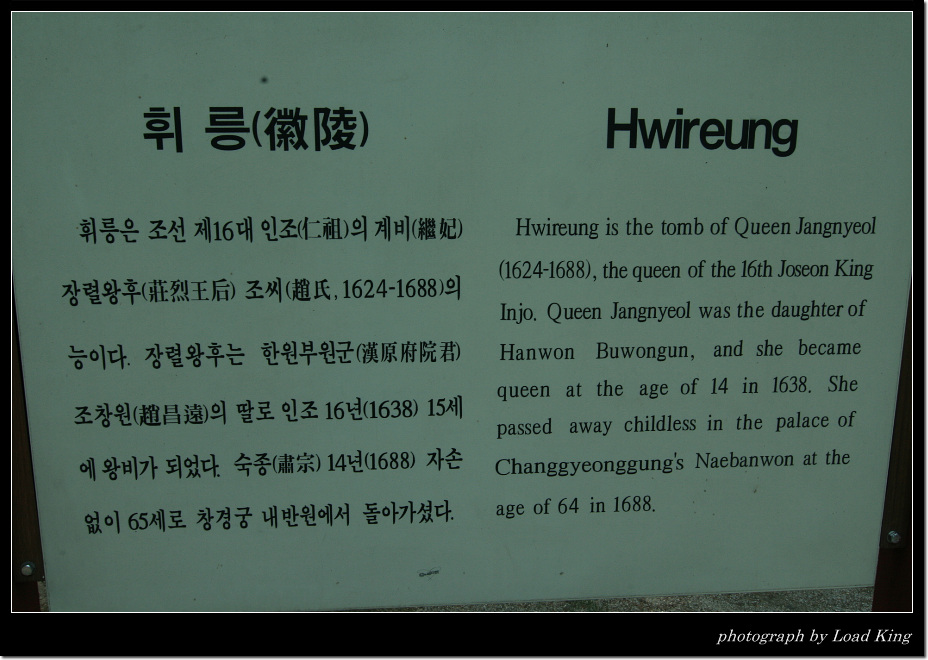 휘 릉(徽陵)
휘릉은 조선 제16대 인조(仁祖)의 계비(繼妃)
장렬왕후(莊烈王后) 조씨(趙氏, 1624-1688)의
능이다. 장렬왕후는 한원부원군(漢原府院君)
조창원(趙昌遠)의 딸로 인조 16년(1638) 15세
에 왕비가 되었다. 숙종(肅宗) 14년(1688) 자손
없이 65세로 창경궁 내반원에서 돌아가셨다.
Hwireung
Hwireung is the tomb of Queen Jangnyeol
(1624-1688), the queen of the 16th Joseon King
Injo. Queen Jangnyeol was the daughter of
Hanwon Buwongun, and she became
queen at the age of 14 in 1638. She
passed away childless in the palace of
Changgyeonggung's Naebanwon at the
age of 64 in 1688.
photograph by Load King